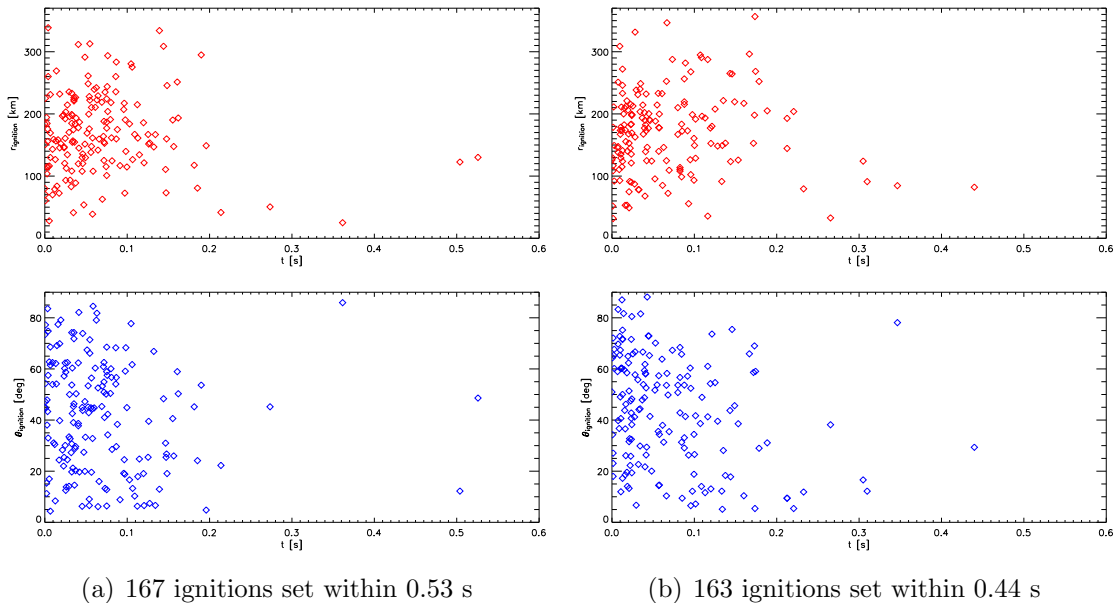 300
200
100
0
r_ignition [km]
0.0 0.1 0.2 0.3 0.4 0.5 0.6
t [s]
300
200
100
0
r_ignition [km]
0.0 0.1 0.2 0.3 0.4 0.5 0.6
t [s]
80
60
40
20
0
θ_ignition [deg]
0.0 0.1 0.2 0.3 0.4 0.5 0.6
t [s]
80
60
40
20
0
θ_ignition [deg]
0.0 0.1 0.2 0.3 0.4 0.5 0.6
t [s]
(a) 167 ignitions set within 0.53 s
(b) 163 ignitions set within 0.44 s